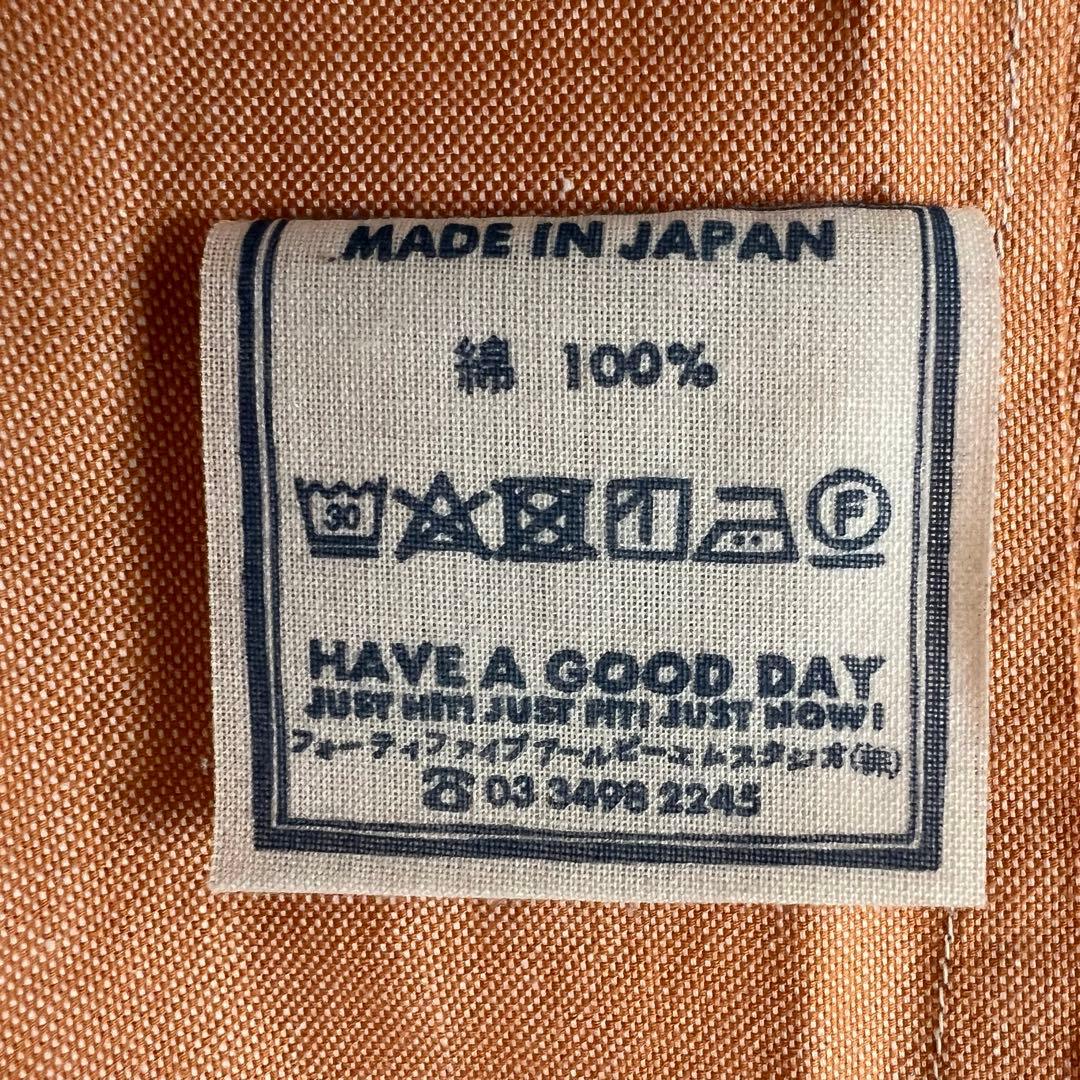 MADE IN JAPAN
綿 100%
30 F
HAVE A GOOD DAY
JUST HIT! JUST FIT! JUST NOW!
フォーティファイブアールピーエムスタジオ(株)
☎ 03 3498 2245